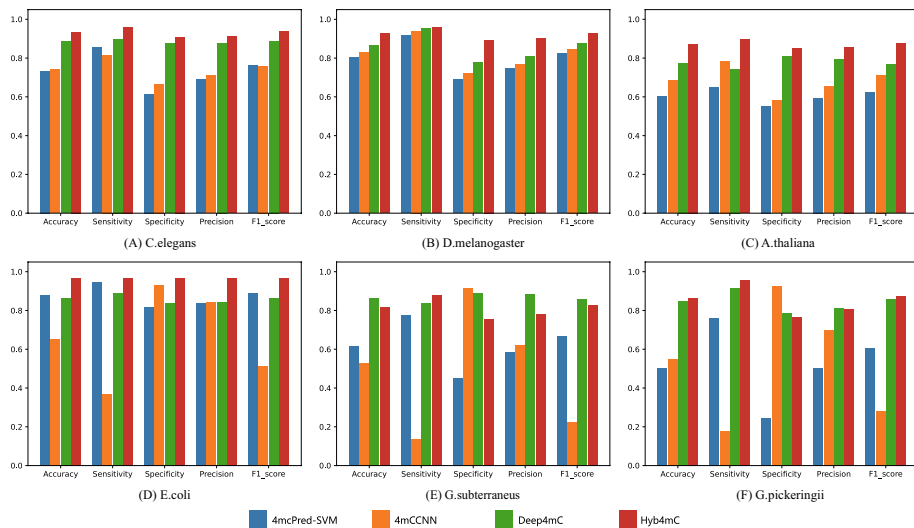 1.0 1.0 1.0
0.8 0.8 0.8
0.6 0.6 0.6
0.4 0.4 0.4
0.2 0.2 0.2
0.0 0.0 0.0
Accuracy Sensitivity Specificity Precision F1_score Accuracy Sensitivity Specificity Precision F1_score Accuracy Sensitivity Specificity Precision F1_score
(A) C.elegans (B) D.melanogaster (C) A.thaliana
1.0 1.0 1.0
0.8 0.8 0.8
0.6 0.6 0.6
0.4 0.4 0.4
0.2 0.2 0.2
0.0 0.0 0.0
Accuracy Sensitivity Specificity Precision F1_score Accuracy Sensitivity Specificity Precision F1_score Accuracy Sensitivity Specificity Precision F1_score
(D) E.coli (E) G.subterraneus (F) G.pickeringii
4mcPred-SVM 4mCCNN Deep4mC Hyb4mC